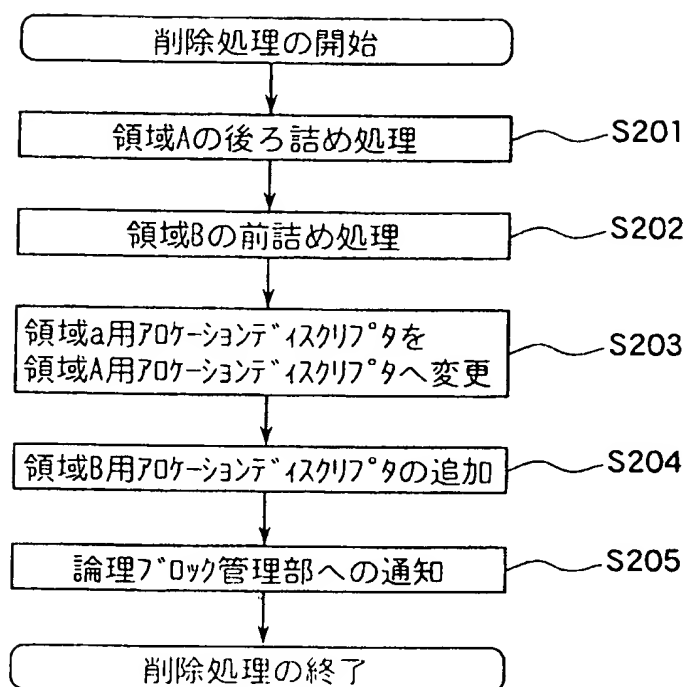 削除処理の開始
領域Aの後ろ詰め処理
S201
領域Bの前詰め処理
S202
領域a用ｱﾛｹｰｼｮﾝﾃﾞｨｽｸﾘﾌﾟﾀを
領域A用ｱﾛｹｰｼｮﾝﾃﾞｨｽｸﾘﾌﾟﾀへ変更
S203
領域B用ｱﾛｹｰｼｮﾝﾃﾞｨｽｸﾘﾌﾟﾀの追加
S204
論理ﾌﾞﾛｯｸ管理部への通知
S205
削除処理の終了